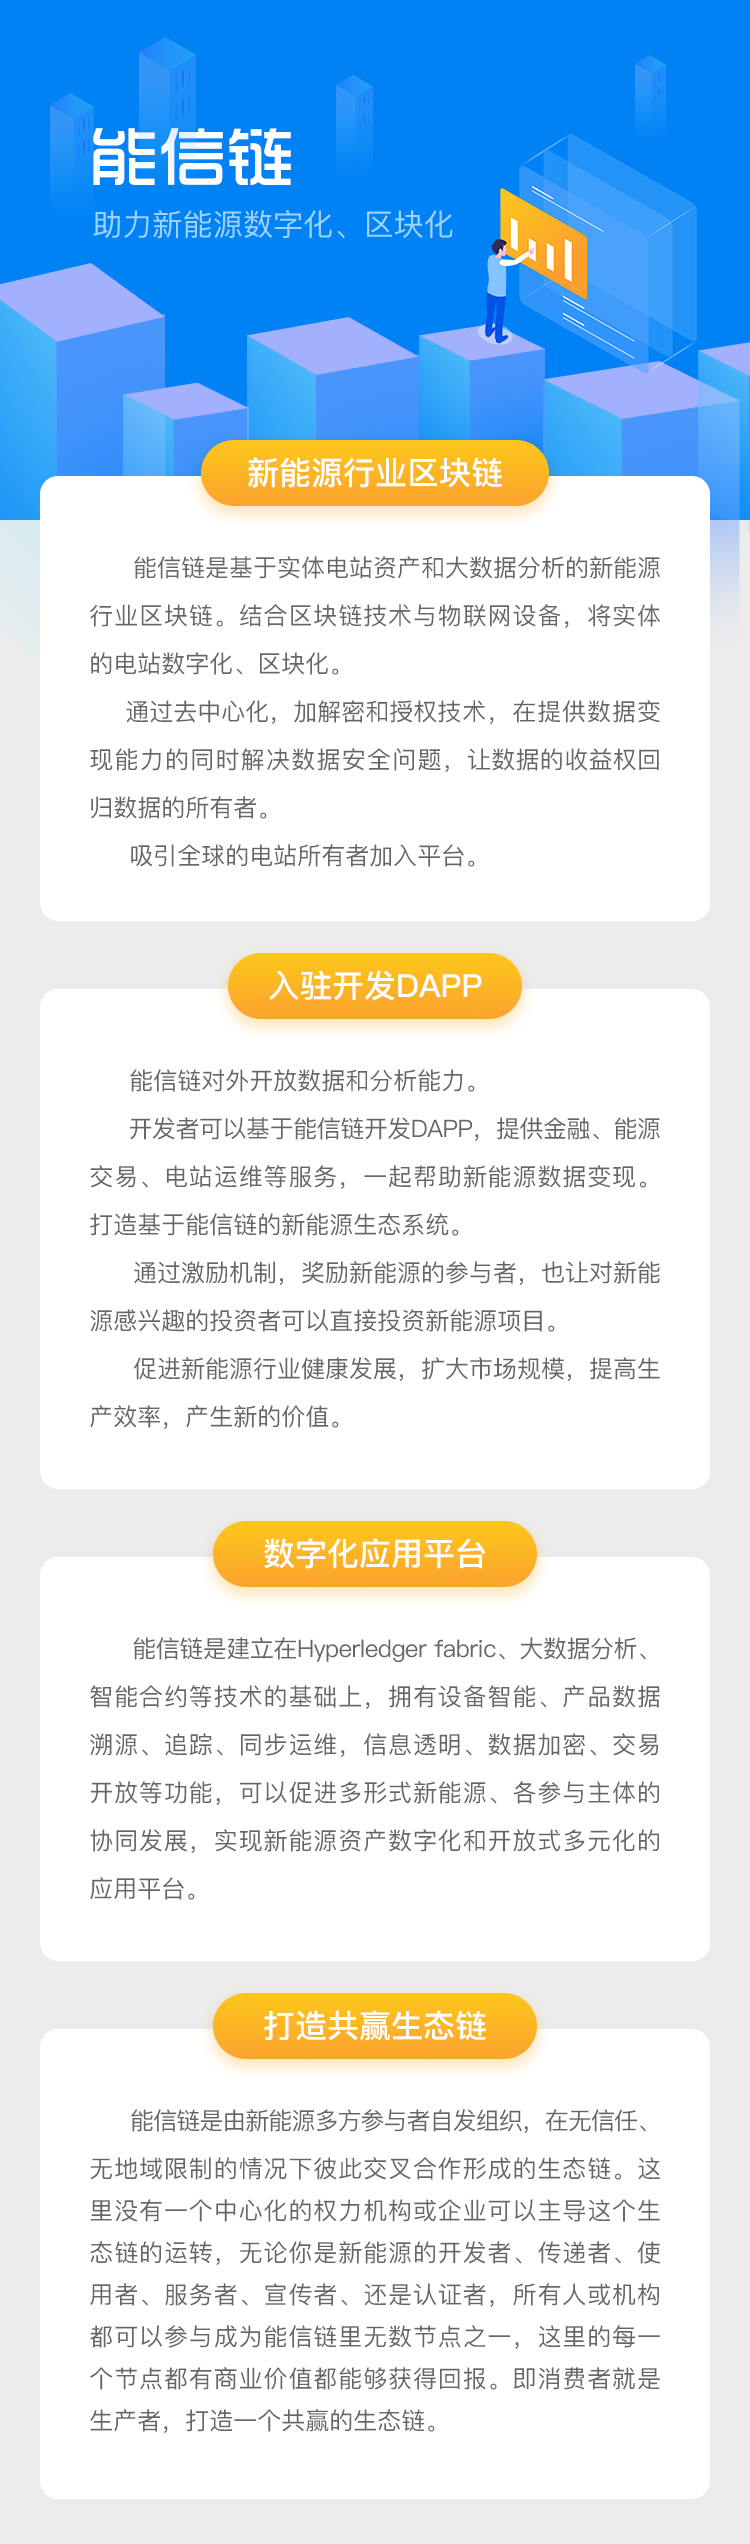 能信链
助力新能源数字化、区块化
新能源行业区块链
能信链是基于实体电站资产和大数据分析的新能源
行业区块链。结合区块链技术与物联网设备，将实体
的电站数字化、区块化。
通过去中心化，加解密和授权技术，在提供数据变
现能力的同时解决数据安全问题，让数据的收益权回
归数据的所有者。
吸引全球的电站所有者加入平台。
入驻开发DAPP
能信链对外开放数据和分析能力。
开发者可以基于能信链开发DAPP，提供金融、能源
交易、电站运维等服务，一起帮助新能源数据变现。
打造基于能信链的新能源生态系统。
通过激励机制，奖励新能源的参与者，也让对新能
源感兴趣的投资者可以直接投资新能源项目。
促进新能源行业健康发展，扩大市场规模，提高生
产效率，产生新的价值。
数字化应用平台
能信链是建立在Hyperledger fabric、大数据分析、
智能合约等技术的基础上，拥有设备智能、产品数据
溯源、追踪、同步运维，信息透明、数据加密、交易
开放等功能，可以促进多形式新能源、各参与主体的
协同发展，实现新能源资产数字化和开放式多元化的
应用平台。
打造共赢生态链
能信链是由新能源多方参与者自发组织，在无信任、
无地域限制的情况下彼此交叉合作形成的生态链。这
里没有一个中心化的权力机构或企业可以主导这个生
态链的运转，无论你是新能源的开发者、传递者、使
用者、服务者、宣传者、还是认证者，所有人或机构
都可以参与成为能信链里无数节点之一，这里的每一
个节点都有商业价值都能够获得回报。即消费者就是
生产者，打造一个共赢的生态链。